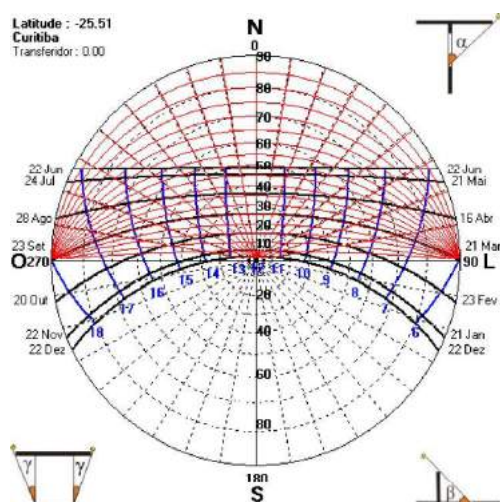 Latitude : -25.51
Curitiba
Transferidor : 0.00
N
0
90
80
70
60
50
40
30
20
10
α
22 Jun
24 Jul
28 Ago
23 Set
O 270
20 Out
22 Nov
22 Dez
22 Jun
21 Mai
16 Abr
21 Mar
90 L
23 Fev
21 Jan
22 Dez
18 17 16 15 14 13 12 11 10 9 8 7 6
20
40
60
80
180
S
γ γ
β